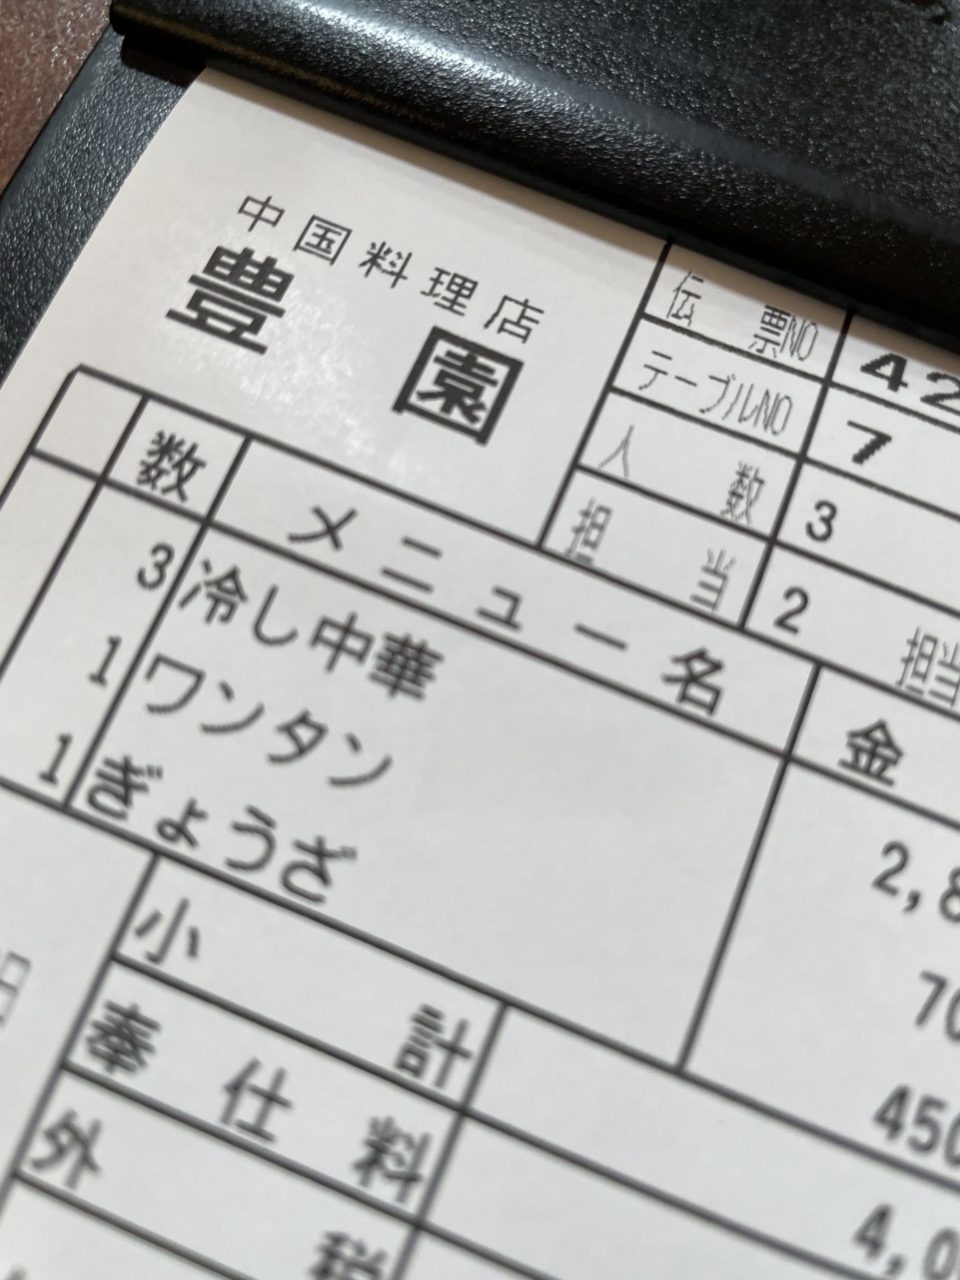 中国料理店
豊園
伝票NO 42
テーブルNO 7
人数 3
担当 2 担当
数 メニュー名 金
3 冷し中華 2,8
1 ワンタン 70
1 ぎょうざ 450
小計 4,0
奉仕料
外税